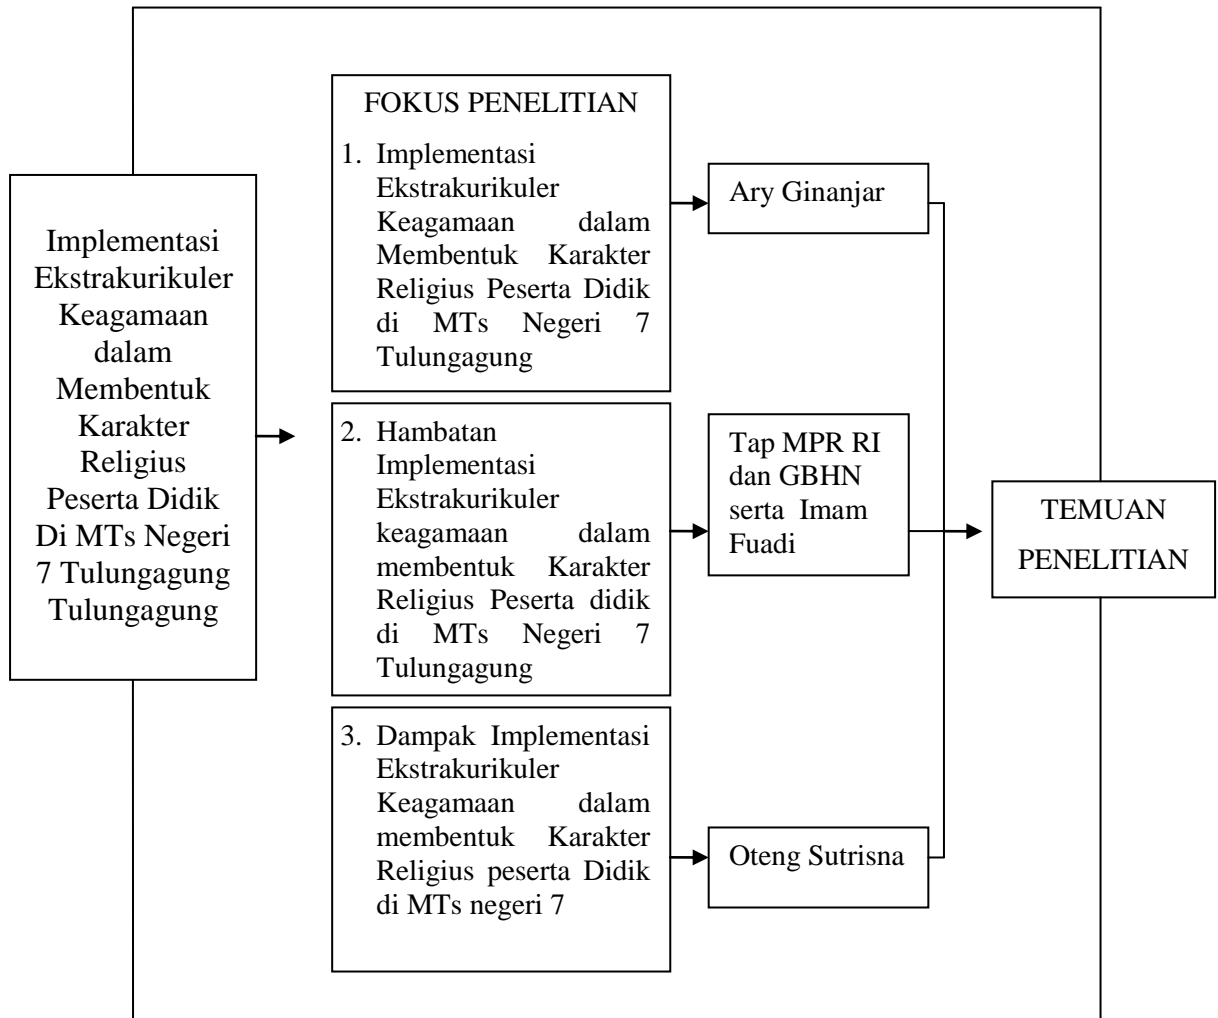 Implementasi
Ekstrakurikuler
Keagamaan
dalam
Membentuk
Karakter
Religius
Peserta Didik
Di MTs Negeri
7 Tulungagung
Tulungagung
FOKUS PENELITIAN
1. Implementasi
Ekstrakurikuler
Keagamaan dalam
Membentuk Karakter
Religius Peserta Didik
di MTs Negeri 7
Tulungagung
Ary Ginanjar
2. Hambatan
Implementasi
Ekstrakurikuler
keagamaan dalam
membentuk Karakter
Religius Peserta didik
di MTs Negeri 7
Tulungagung
Tap MPR RI
dan GBHN
serta Imam
Fuadi
3. Dampak Implementasi
Ekstrakurikuler
Keagamaan dalam
membentuk Karakter
Religius peserta Didik
di MTs negeri 7
Oteng Sutrisna
TEMUAN
PENELITIAN